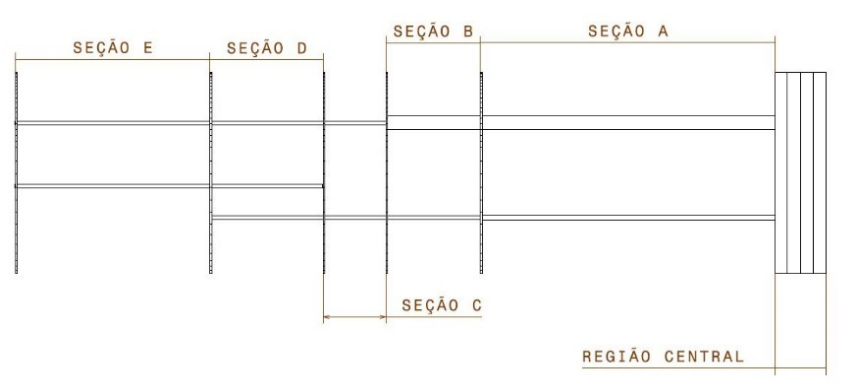 SEÇÃO E
SEÇÃO D
SEÇÃO B
SEÇÃO A
SEÇÃO C
REGIÃO CENTRAL